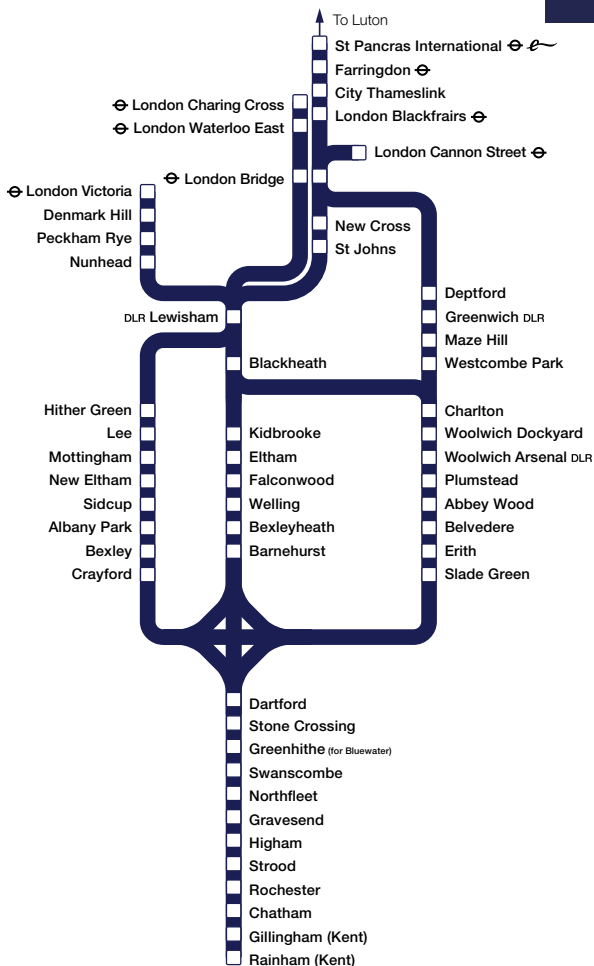 To Luton
St Pancras International
Farringdon
City Thameslink
London Charing Cross
London Blackfriars
London Waterloo East
London Cannon Street
London Bridge
London Victoria
Denmark Hill
New Cross
Peckham Rye
St Johns
Nunhead
Deptford
DLR Lewisham
Greenwich DLR
Maze Hill
Blackheath
Westcombe Park
Hither Green
Charlton
Lee
Kidbrooke
Woolwich Dockyard
Mottingham
Eltham
Woolwich Arsenal DLR
New Eltham
Falconwood
Plumstead
Sidcup
Welling
Abbey Wood
Albany Park
Bexleyheath
Belvedere
Bexley
Barnehurst
Erith
Crayford
Slade Green
Dartford
Stone Crossing
Greenhithe (for Bluewater)
Swanscombe
Northfleet
Gravesend
Higham
Strood
Rochester
Chatham
Gillingham (Kent)
Rainham (Kent)